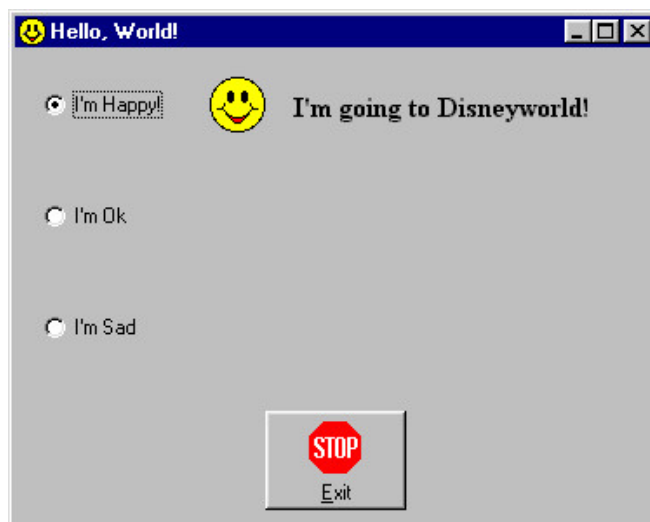 Hello, World!
I'm Happy!
I'm going to Disneyworld!
I'm Ok
I'm Sad
STOP
Exit